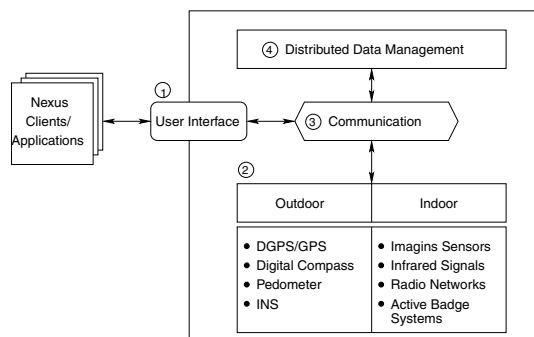 ④ Distributed Data Management
①
Nexus
Clients/
Applications
User Interface
③ Communication
②
Outdoor
Indoor
• DGPS/GPS
• Digital Compass
• Pedometer
• INS
• Imagins Sensors
• Infrared Signals
• Radio Networks
• Active Badge
Systems